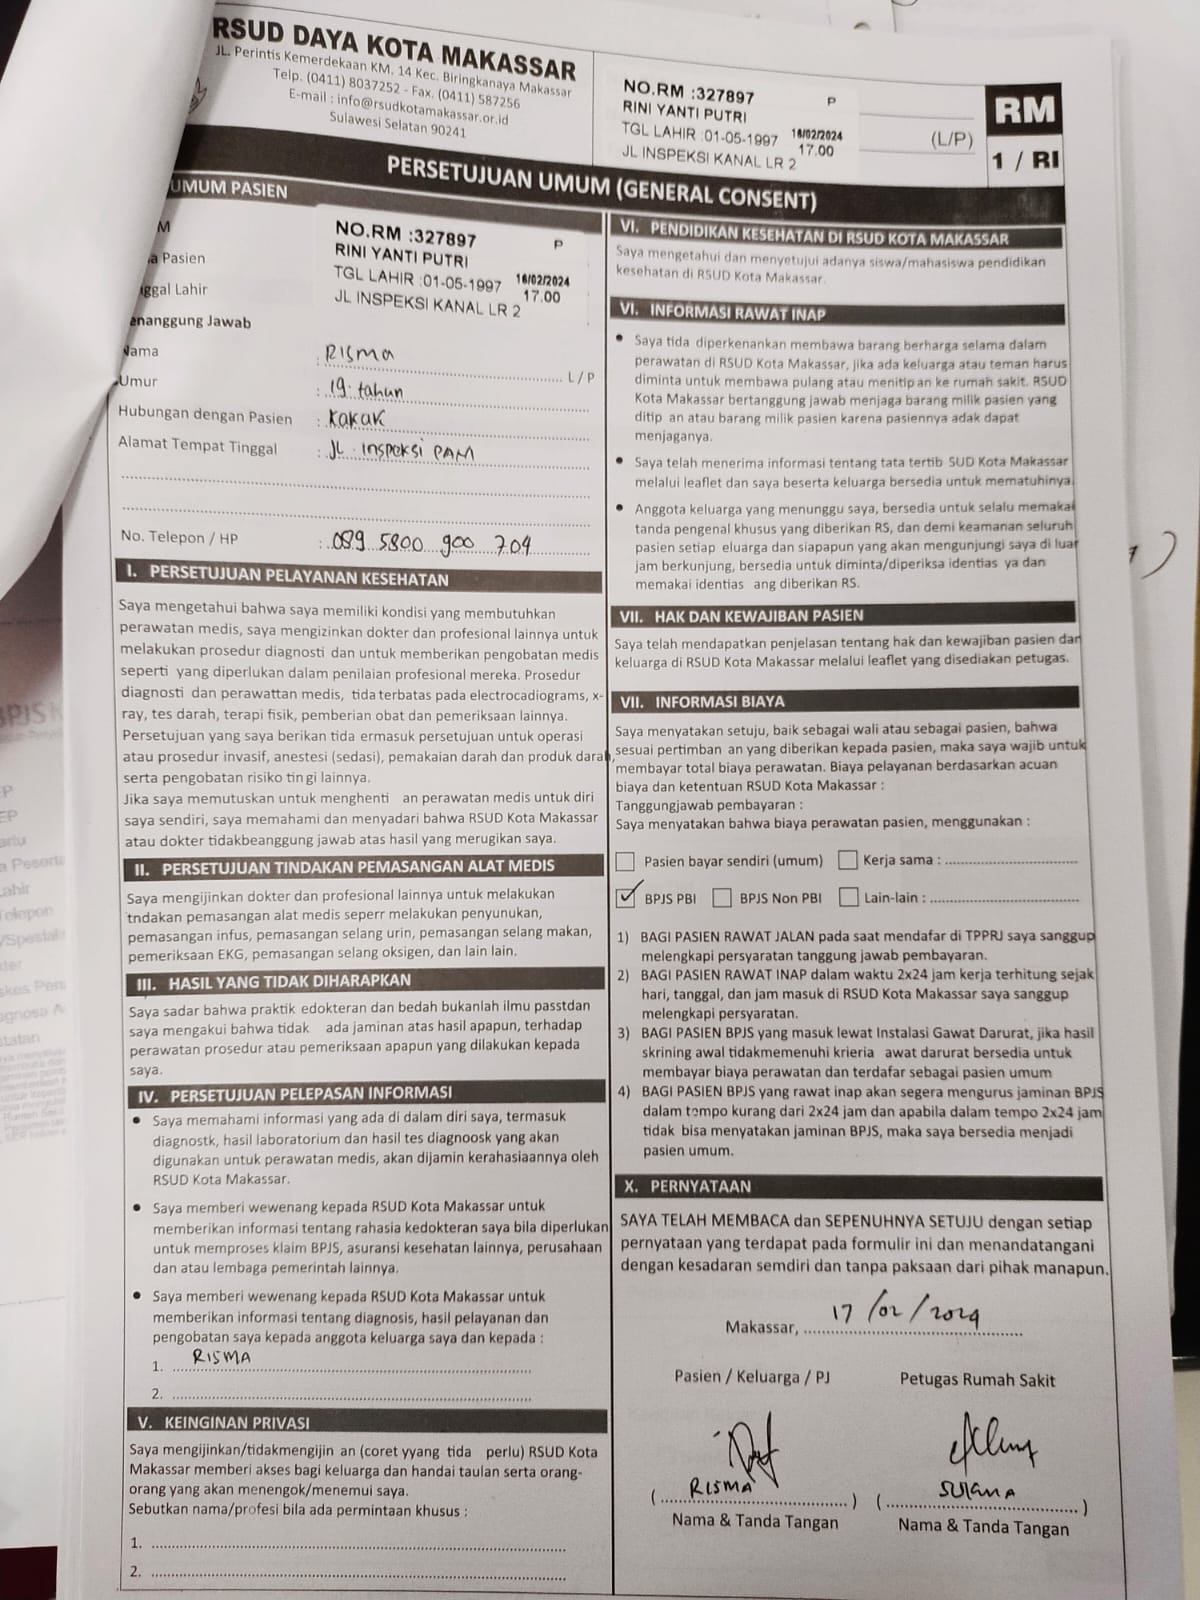 RSUD DAYA KOTA MAKASSAR
JL. Perintis Kemerdekaan KM. 14 Kec. Biringkanaya Makassar
Telp. (0411) 8037252 - Fax. (0411) 587256
E-mail : info@rsudkotamakassar.or.id
Sulawesi Selatan 90241
NO.RM :327897 P
RINI YANTI PUTRI
TGL LAHIR :01-05-1997 16/02/2024
17.00
JL INSPEKSI KANAL LR 2
(L/P)
RM
1 / RI
PERSETUJUAN UMUM (GENERAL CONSENT)
UMUM PASIEN
M
a Pasien
ggal Lahir
NO.RM :327897 P
RINI YANTI PUTRI
TGL LAHIR :01-05-1997 16/02/2024
17.00
JL INSPEKSI KANAL LR 2
enanggung Jawab
Nama : Risma L / P
Umur : 19 tahun
Hubungan dengan Pasien : Kakak
Alamat Tempat Tinggal : JL. Inspeksi PAM
No. Telepon / HP : 089 5800 900 709
I. PERSETUJUAN PELAYANAN KESEHATAN
Saya mengetahui bahwa saya memiliki kondisi yang membutuhkan
perawatan medis, saya mengizinkan dokter dan profesional lainnya untuk
melakukan prosedur diagnosti dan untuk memberikan pengobatan medis
seperti yang diperlukan dalam penilaian profesional mereka. Prosedur
diagnosti dan perawattan medis, tida terbatas pada electrocadiograms, x-
ray, tes darah, terapi fisik, pemberian obat dan pemeriksaan lainnya.
Persetujuan yang saya berikan tida ermasuk persetujuan untuk operasi
atau prosedur invasif, anestesi (sedasi), pemakaian darah dan produk darah,
serta pengobatan risiko tingi lainnya.
Jika saya memutuskan untuk menghenti an perawatan medis untuk diri
saya sendiri, saya memahami dan menyadari bahwa RSUD Kota Makassar
atau dokter tidakbeanggung jawab atas hasil yang merugikan saya.
II. PERSETUJUAN TINDAKAN PEMASANGAN ALAT MEDIS
Saya mengijinkan dokter dan profesional lainnya untuk melakukan
tndakan pemasangan alat medis seperr melakukan penyunukan,
pemasangan infus, pemasangan selang urin, pemasangan selang makan,
pemeriksaan EKG, pemasangan selang oksigen, dan lain lain.
III. HASIL YANG TIDAK DIHARAPKAN
Saya sadar bahwa praktik edokteran dan bedah bukanlah ilmu passtdan
saya mengakui bahwa tidak ada jaminan atas hasil apapun, terhadap
perawatan prosedur atau pemeriksaan apapun yang dilakukan kepada
saya.
IV. PERSETUJUAN PELEPASAN INFORMASI
• Saya memahami informasi yang ada di dalam diri saya, termasuk
diagnostk, hasil laboratorium dan hasil tes diagnoosk yang akan
digunakan untuk perawatan medis, akan dijamin kerahasiaannya oleh
RSUD Kota Makassar.
• Saya memberi wewenang kepada RSUD Kota Makassar untuk
memberikan informasi tentang rahasia kedokteran saya bila diperlukan
untuk memproses klaim BPJS, asuransi kesehatan lainnya, perusahaan
dan atau lembaga pemerintah lainnya.
• Saya memberi wewenang kepada RSUD Kota Makassar untuk
memberikan informasi tentang diagnosis, hasil pelayanan dan
pengobatan saya kepada anggota keluarga saya dan kepada :
1. RISMA
2.
V. KEINGINAN PRIVASI
Saya mengijinkan/tidakmengijin an (coret yyang tida perlu) RSUD Kota
Makassar memberi akses bagi keluarga dan handai taulan serta orang-
orang yang akan menengok/menemui saya.
Sebutkan nama/profesi bila ada permintaan khusus :
1.
2.
VI. PENDIDIKAN KESEHATAN DI RSUD KOTA MAKASSAR
Saya mengetahui dan menyetujui adanya siswa/mahasiswa pendidikan
kesehatan di RSUD Kota Makassar.
VI. INFORMASI RAWAT INAP
• Saya tida diperkenankan membawa barang berharga selama dalam
perawatan di RSUD Kota Makassar, jika ada keluarga atau teman harus
diminta untuk membawa pulang atau menitip an ke rumah sakit. RSUD
Kota Makassar bertanggung jawab menjaga barang milik pasien yang
ditip an atau barang milik pasien karena pasiennya adak dapat
menjaganya.
• Saya telah menerima informasi tentang tata tertib SUD Kota Makassar
melalui leaflet dan saya beserta keluarga bersedia untuk mematuhinya.
• Anggota keluarga yang menunggu saya, bersedia untuk selalu memakai
tanda pengenal khusus yang diberikan RS, dan demi keamanan seluruh
pasien setiap eluarga dan siapapun yang akan mengunjungi saya di luar
jam berkunjung, bersedia untuk diminta/diperiksa identias ya dan
memakai identias ang diberikan RS.
VII. HAK DAN KEWAJIBAN PASIEN
Saya telah mendapatkan penjelasan tentang hak dan kewajiban pasien dan
keluarga di RSUD Kota Makassar melalui leaflet yang disediakan petugas.
VII. INFORMASI BIAYA
Saya menyatakan setuju, baik sebagai wali atau sebagai pasien, bahwa
sesuai pertimban an yang diberikan kepada pasien, maka saya wajib untuk
membayar total biaya perawatan. Biaya pelayanan berdasarkan acuan
biaya dan ketentuan RSUD Kota Makassar :
Tanggungjawab pembayaran :
Saya menyatakan bahwa biaya perawatan pasien, menggunakan :
Pasien bayar sendiri (umum) Kerja sama :
✓ BPJS PBI BPJS Non PBI Lain-lain :
1) BAGI PASIEN RAWAT JALAN pada saat mendafar di TPPRJ saya sanggup
melengkapi persyaratan tanggung jawab pembayaran.
2) BAGI PASIEN RAWAT INAP dalam waktu 2x24 jam kerja terhitung sejak
hari, tanggal, dan jam masuk di RSUD Kota Makassar saya sanggup
melengkapi persyaratan.
3) BAGI PASIEN BPJS yang masuk lewat Instalasi Gawat Darurat, jika hasil
skrining awal tidakmemenuhi krieria awat darurat bersedia untuk
membayar biaya perawatan dan terdafar sebagai pasien umum
4) BAGI PASIEN BPJS yang rawat inap akan segera mengurus jaminan BPJS
dalam tempo kurang dari 2x24 jam dan apabila dalam tempo 2x24 jam
tidak bisa menyatakan jaminan BPJS, maka saya bersedia menjadi
pasien umum.
X. PERNYATAAN
SAYA TELAH MEMBACA dan SEPENUHNYA SETUJU dengan setiap
pernyataan yang terdapat pada formulir ini dan menandatangani
dengan kesadaran semdiri dan tanpa paksaan dari pihak manapun.
Makassar, 17/02/2024
Pasien / Keluarga / PJ Petugas Rumah Sakit
(RISMA) (SULANA)
Nama & Tanda Tangan Nama & Tanda Tangan